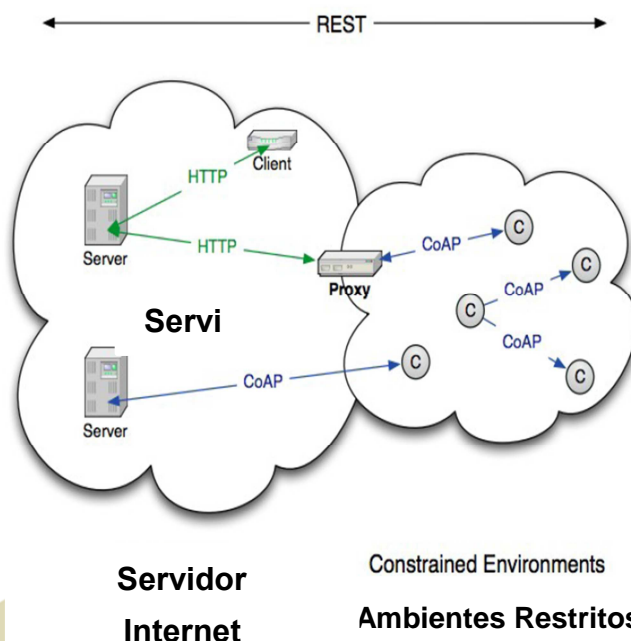 REST
Client
HTTP
Server
HTTP
CoAP
C
C
CoAP
Proxy
Servi
C
CoAP
C
CoAP
C
Server
Constrained Environments
Servidor
Ambientes Restritos
Internet